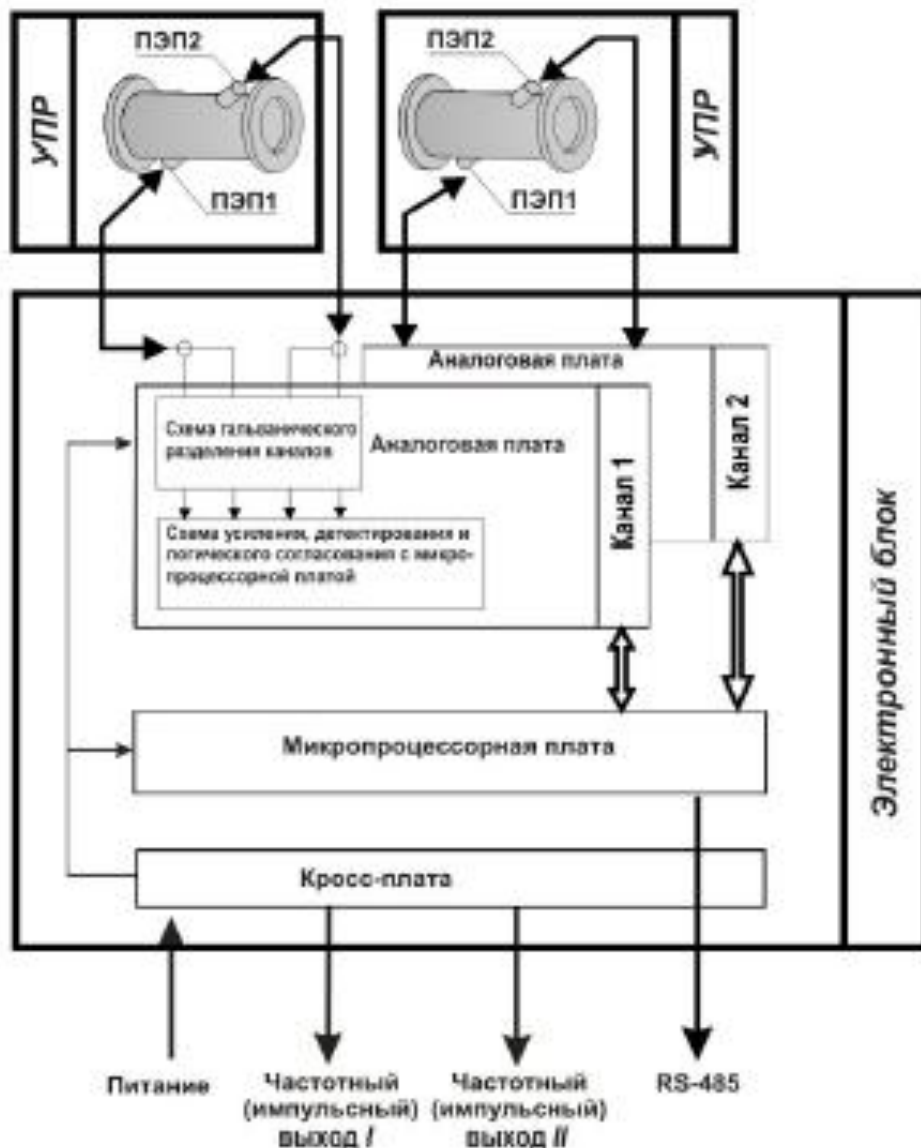 УПР
ПЭП2
ПЭП1
ПЭП2
ПЭП1
УПР
Аналоговая плата
Канал 2
Схема гальванического
разделения каналов
Аналоговая плата
Канал 1
Схема усиления, детектирования и
логического согласования с микро-
процессорной платой
Микропроцессорная плата
Кросс-плата
Электронный блок
Питание
Частотный
(импульсный)
выход I
Частотный
(импульсный)
выход II
RS-485